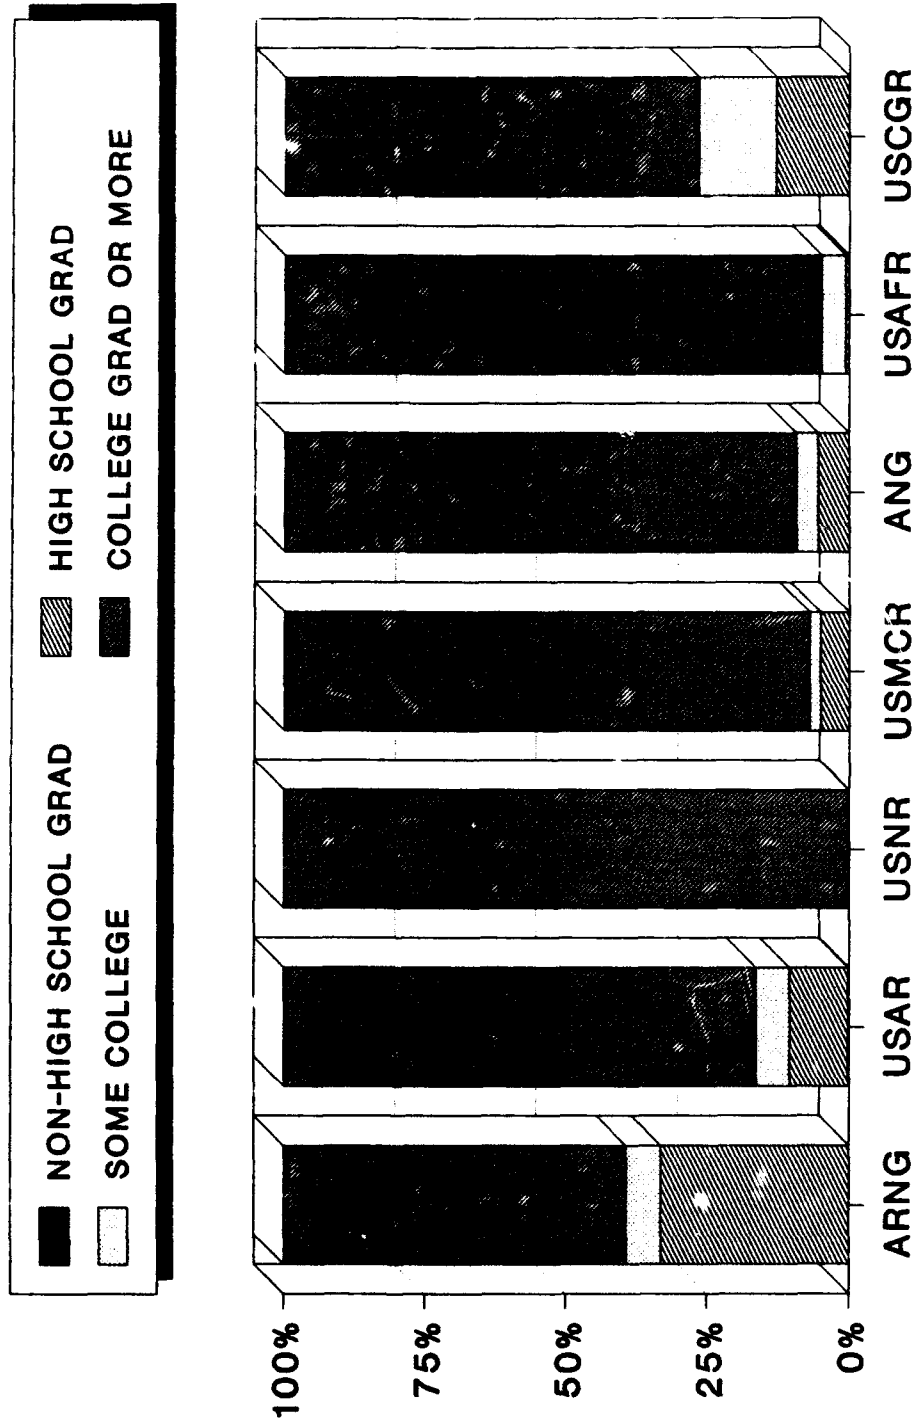 NON-HIGH SCHOOL GRAD
HIGH SCHOOL GRAD
SOME COLLEGE
COLLEGE GRAD OR MORE
100%
75%
50%
25%
0%
ARNG
USAR
USNR
USMCR
ANG
USAFR
USCGR